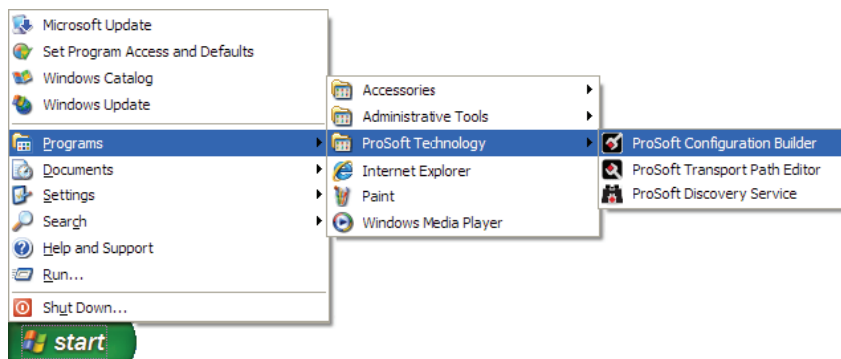 Microsoft Update
Set Program Access and Defaults
Windows Catalog
Windows Update
Programs
Documents
Settings
Search
Help and Support
Run...
Shut Down...
start
Accessories
Administrative Tools
ProSoft Technology
Internet Explorer
Paint
Windows Media Player
ProSoft Configuration Builder
ProSoft Transport Path Editor
ProSoft Discovery Service